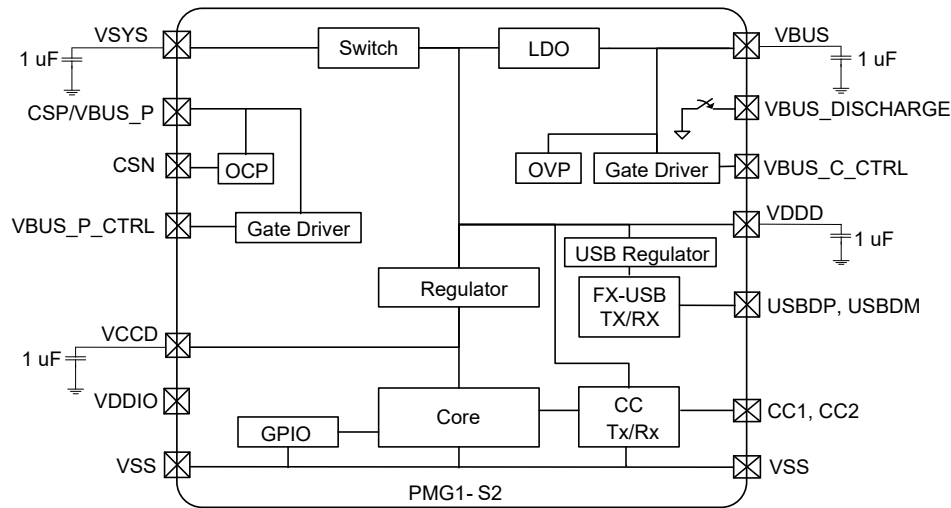 VSYS
1 uF
Switch
LDO
VBUS
1 uF
CSP/VBUS_P
VBUS_DISCHARGE
CSN
OCP
OVP
Gate Driver
VBUS_C_CTRL
VBUS_P_CTRL
Gate Driver
VDDD
1 uF
USB Regulator
Regulator
FX-USB
TX/RX
USBDP, USBDM
VCCD
1 uF
VDDIO
GPIO
Core
CC
Tx/Rx
CC1, CC2
VSS
VSS
PMG1- S2